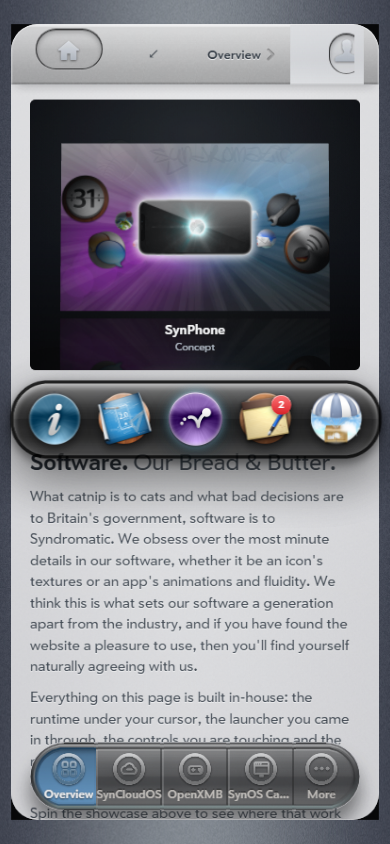 Overview
31+
SynPhone
Concept
2.0
2
Software. Our Bread & Butter.
What catnip is to cats and what bad decisions are
to Britain's government, software is to
Syndromatic. We obsess over the most minute
details in our software, whether it be an icon's
textures or an app's animations and fluidity. We
think this is what sets our software a generation
apart from the industry, and if you have found the
website a pleasure to use, then you'll find yourself
naturally agreeing with us.
Everything on this page is built in-house: the
runtime under your cursor, the launcher you came
in through, the controls you are touching and the
Overview
SynCloudOS
OpenXMB
SynOS Ca...
More
Spin the showcase above to see where that work